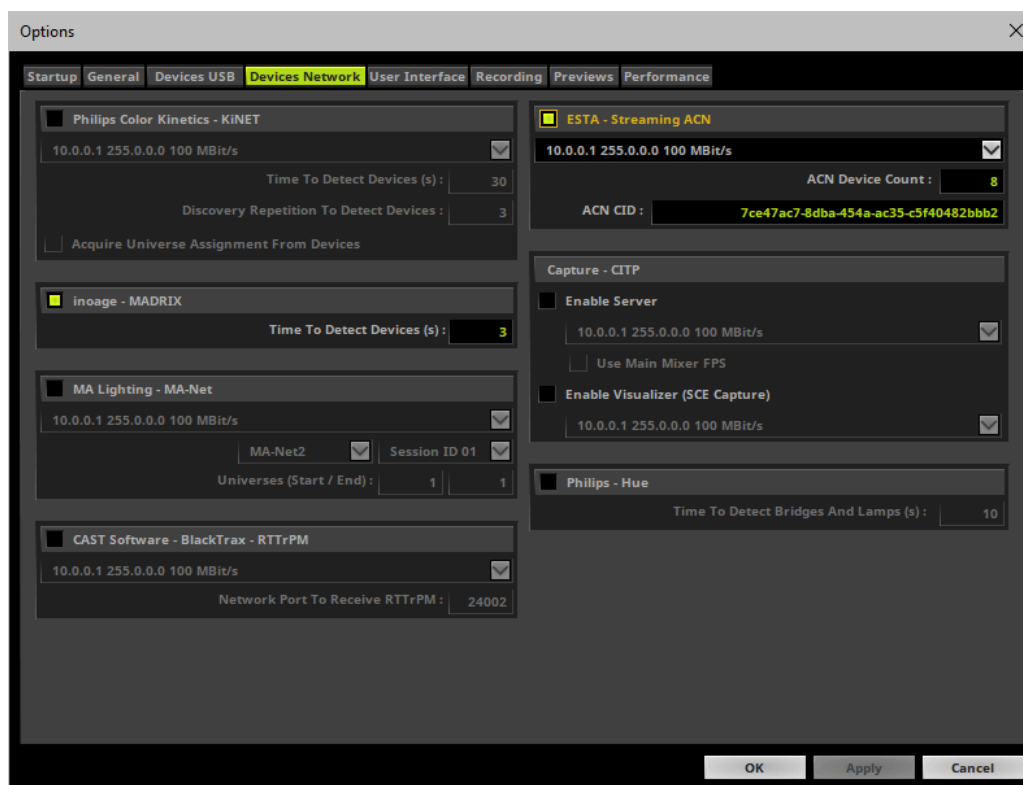 Options
Startup General Devices USB Devices Network User Interface Recording Previews Performance
Philips Color Kinetics - KiNET
10.0.0.1 255.0.0.0 100 MBit/s
Time To Detect Devices (s) : 30
Discovery Repetition To Detect Devices : 3
Acquire Universe Assignment From Devices
inoage - MADRIX
Time To Detect Devices (s) : 3
MA Lighting - MA-Net
10.0.0.1 255.0.0.0 100 MBit/s
MA-Net2 Session ID 01
Universes (Start / End) : 1 1
CAST Software - BlackTrax - RTTrPM
10.0.0.1 255.0.0.0 100 MBit/s
Network Port To Receive RTTrPM : 24002
ESTA - Streaming ACN
10.0.0.1 255.0.0.0 100 MBit/s
ACN Device Count : 8
ACN CID : 7ce47ac7-8dba-454a-ac35-c5f40482bbb2
Capture - CITP
Enable Server
10.0.0.1 255.0.0.0 100 MBit/s
Use Main Mixer FPS
Enable Visualizer (SCE Capture)
10.0.0.1 255.0.0.0 100 MBit/s
Philips - Hue
Time To Detect Bridges And Lamps (s) : 10
OK Apply Cancel